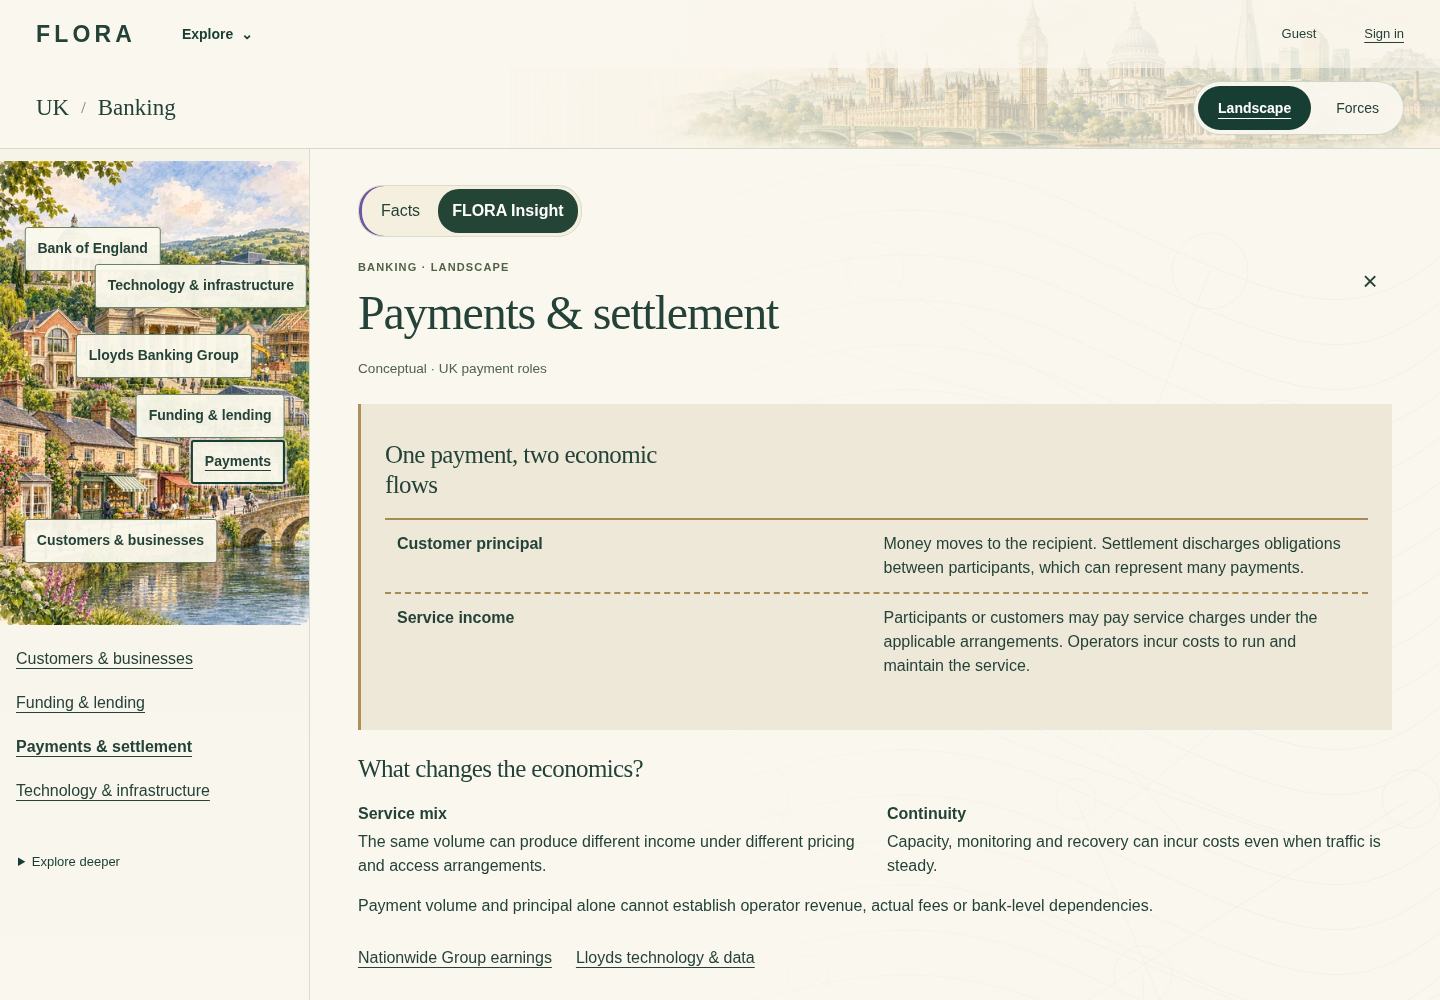 FLORA
Explore
Guest
Sign in
UK / Banking
Landscape
Forces
Bank of England
Technology & infrastructure
Lloyds Banking Group
Funding & lending
Payments
Customers & businesses
Customers & businesses
Funding & lending
Payments & settlement
Technology & infrastructure
Explore deeper
Facts
FLORA Insight
BANKING · LANDSCAPE
Payments & settlement
Conceptual · UK payment roles
One payment, two economic
flows
Customer principal
Money moves to the recipient. Settlement discharges obligations
between participants, which can represent many payments.
Service income
Participants or customers may pay service charges under the
applicable arrangements. Operators incur costs to run and
maintain the service.
What changes the economics?
Service mix
The same volume can produce different income under different pricing
and access arrangements.
Continuity
Capacity, monitoring and recovery can incur costs even when traffic is
steady.
Payment volume and principal alone cannot establish operator revenue, actual fees or bank-level dependencies.
Nationwide Group earnings
Lloyds technology & data